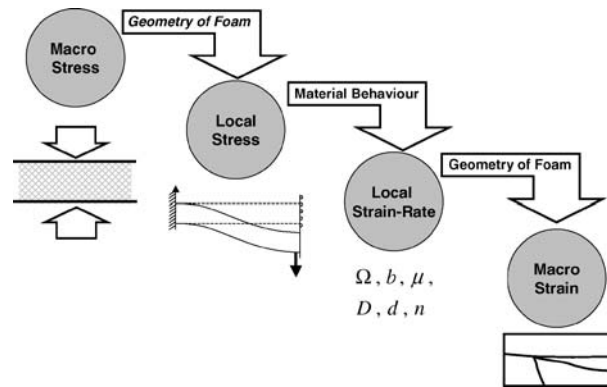 Geometry of Foam
Macro
Stress
Material Behaviour
Local
Stress
Geometry of Foam
Local
Strain-Rate
Macro
Strain
Ω, b, μ,
D, d, n